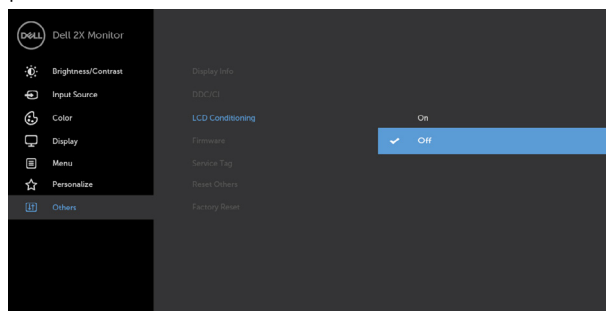 DELL Dell 2X Monitor
Brightness/Contrast
Input Source
Color
Display
Menu
Personalize
Others
Display Info
DDC/CI
LCD Conditioning
Firmware
Service Tag
Reset Others
Factory Reset
On
Off